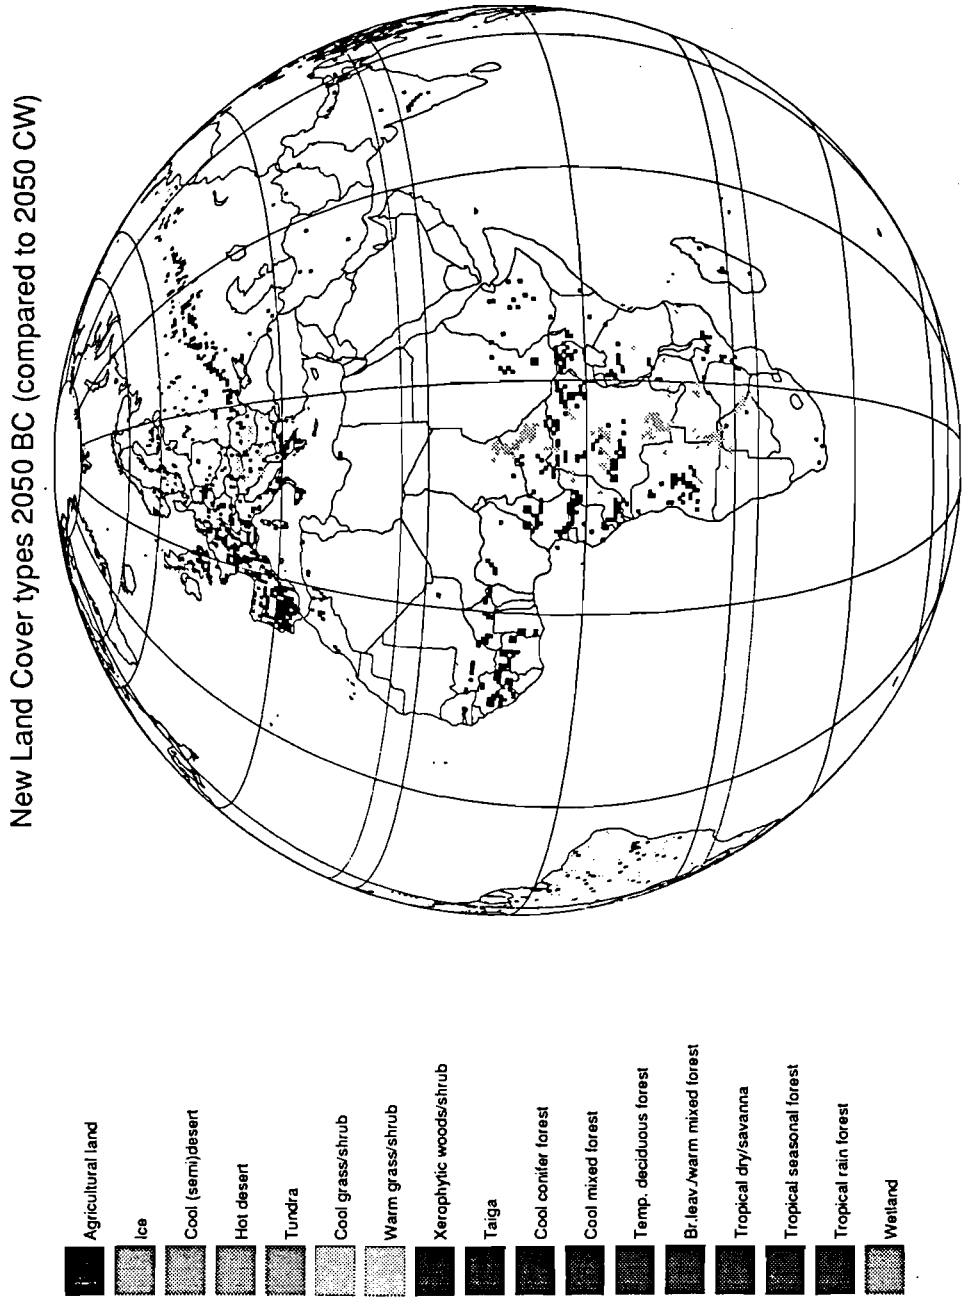 New Land Cover types 2050 BC (compared to 2050 CW)
Agricultural land
Ice
Cool (semi)desert
Hot desert
Tundra
Cool grass/shrub
Warm grass/shrub
Xerophytic woods/shrub
Taiga
Cool conifer forest
Cool mixed forest
Temp. deciduous forest
Br.leav./warm mixed forest
Tropical dry/savanna
Tropical seasonal forest
Tropical rain forest
Wetland